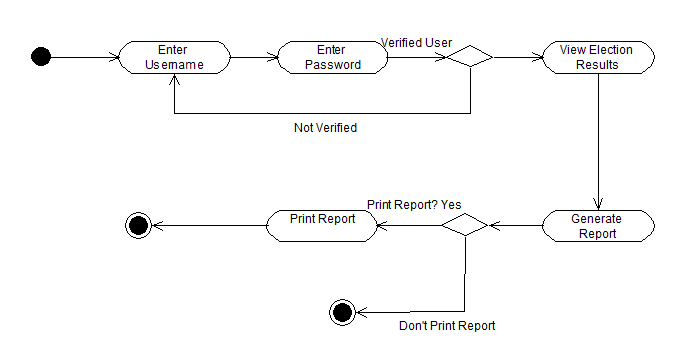 Enter
Username
Enter
Password
Verified User
View Election
Results
Not Verified
Print Report? Yes
Print Report
Generate
Report
Don't Print Report